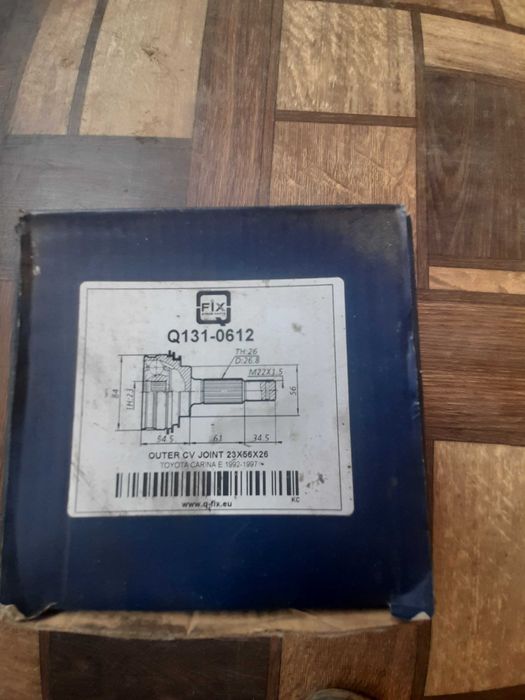 FIX
Q131-0612
TH:26
D:26.8
M22X1.5
84
TH:23
56
54.5
61
34.5
OUTER CV JOINT 23X56X26
TOYOTA CARINA E 1992-1997
KC
www.q-fix.eu